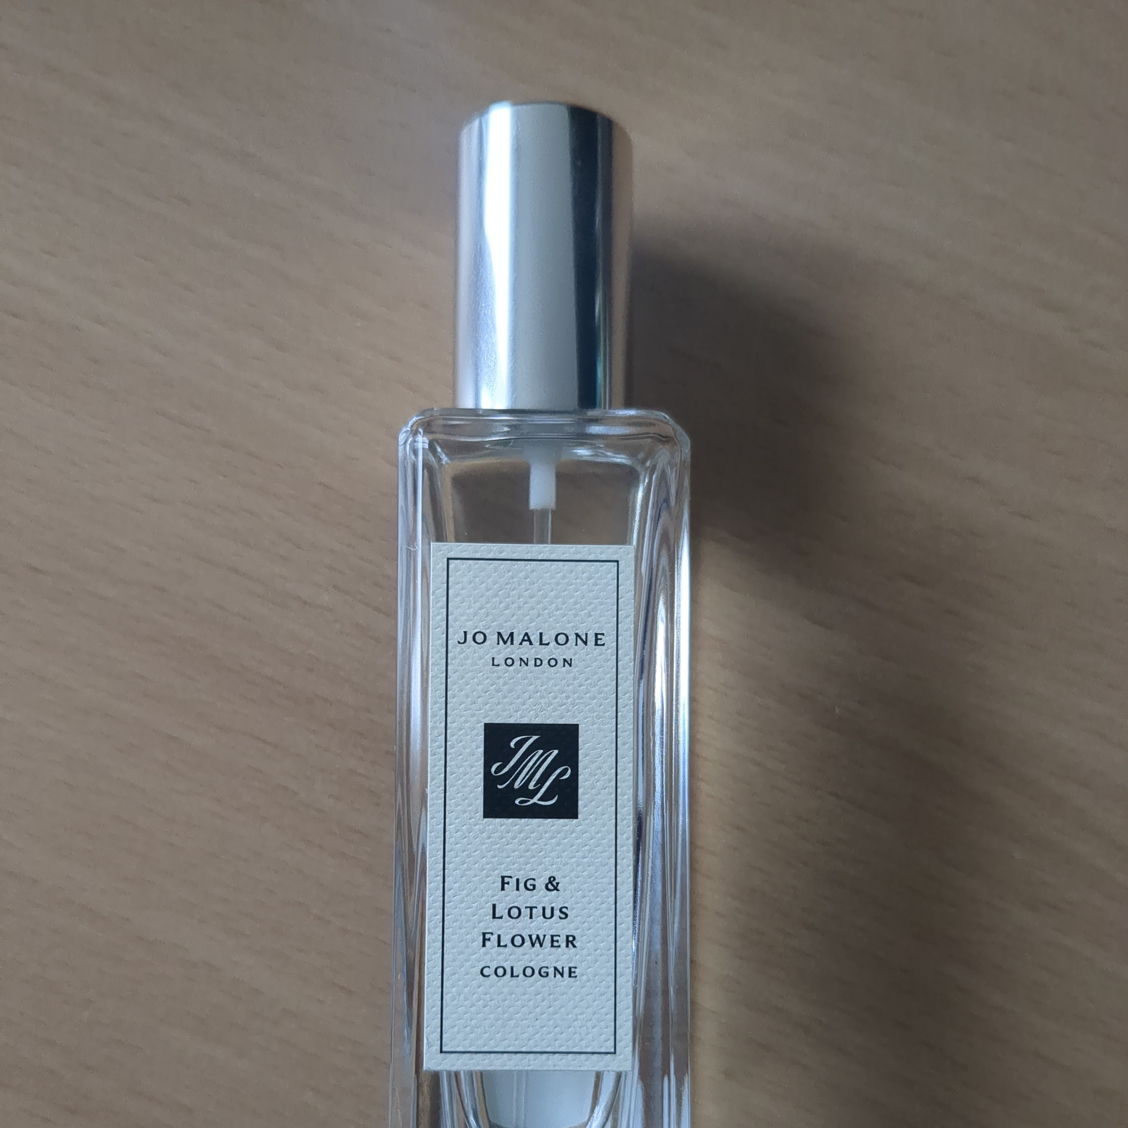 JO MALONE
LONDON
JML
FIG &
LOTUS
FLOWER
COLOGNE